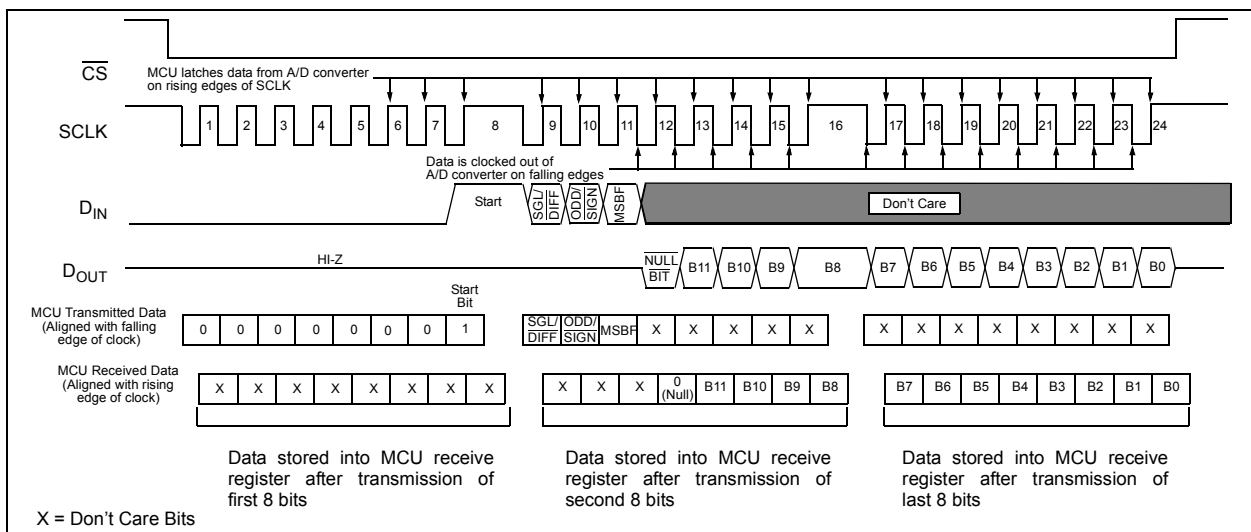 CS
MCU latches data from A/D converter
on rising edges of SCLK
SCLK
1 2 3 4 5 6 7 8 9 10 11 12 13 14 15 16 17 18 19 20 21 22 23 24
Data is clocked out of
A/D converter on falling edges
DIN
Start
SGL/
DIFF
ODD/
SIGN
MSBF
Don't Care
DOUT
HI-Z
NULL
BIT
B11 B10 B9 B8 B7 B6 B5 B4 B3 B2 B1 B0
Start
Bit
MCU Transmitted Data
(Aligned with falling
edge of clock)
0 0 0 0 0 0 0 1
SGL/
DIFF
ODD/
SIGN
MSBF X X X X X
X X X X X X X X
MCU Received Data
(Aligned with rising
edge of clock)
X X X X X X X X
X X X 0
(Null)
B11 B10 B9 B8
B7 B6 B5 B4 B3 B2 B1 B0
Data stored into MCU receive
register after transmission of
first 8 bits
Data stored into MCU receive
register after transmission of
second 8 bits
Data stored into MCU receive
register after transmission of
last 8 bits
X = Don't Care Bits